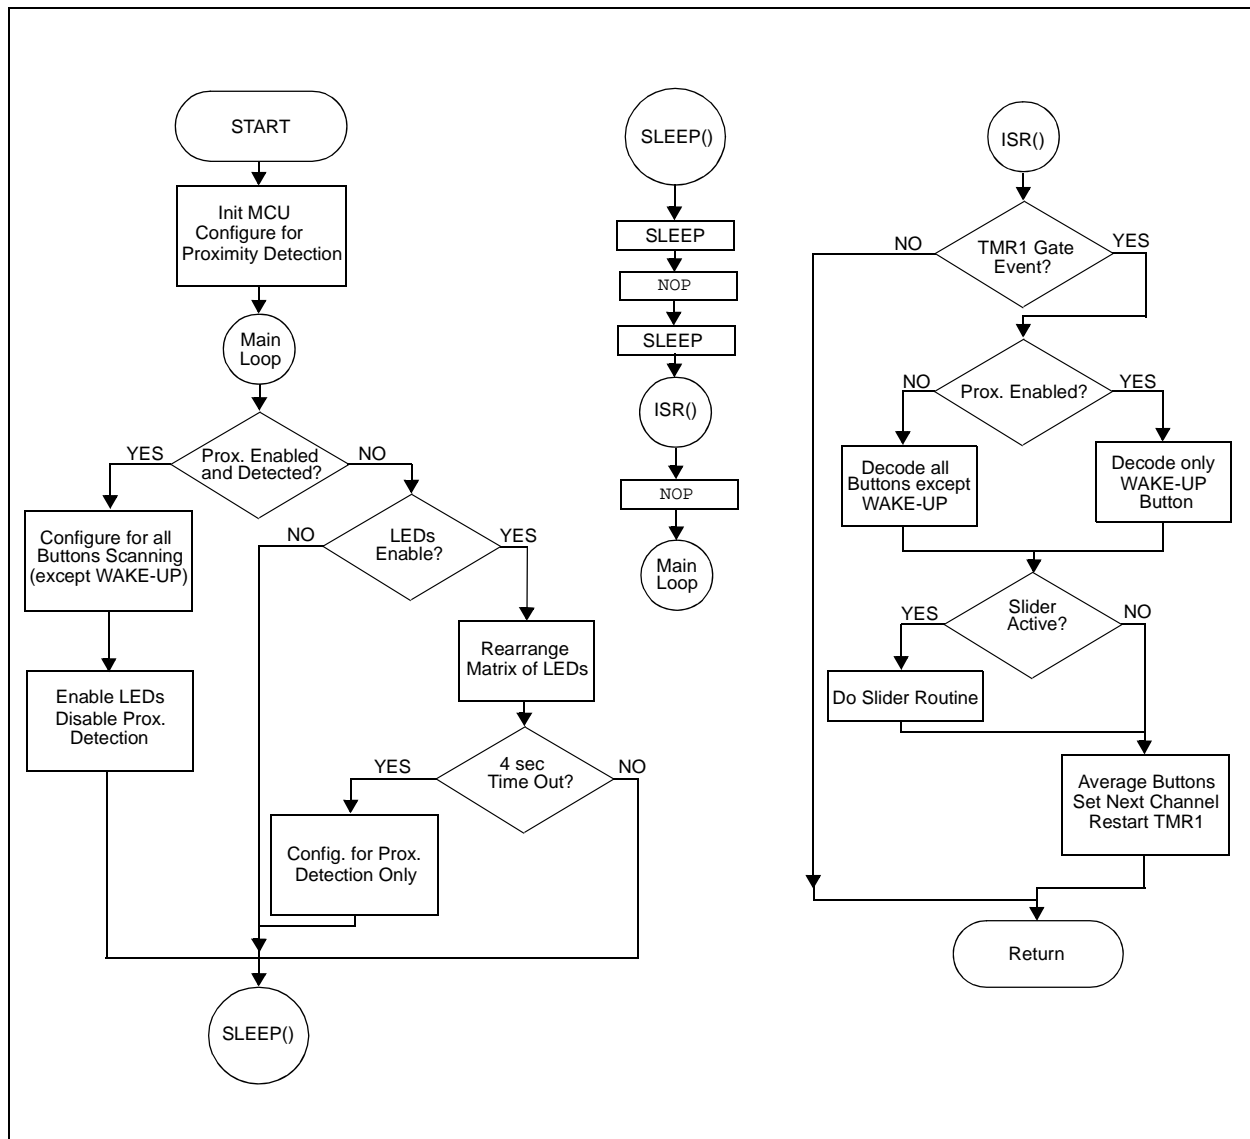 START
Init MCU
Configure for
Proximity Detection
Main
Loop
YES
Prox. Enabled
and Detected?
NO
Configure for all
Buttons Scanning
(except WAKE-UP)
NO
LEDs
Enable?
YES
Enable LEDs
Disable Prox.
Detection
Rearrange
Matrix of LEDs
YES
4 sec
Time Out?
NO
Config. for Prox.
Detection Only
SLEEP()
SLEEP()
SLEEP
NOP
SLEEP
ISR()
NOP
Main
Loop
ISR()
NO
TMR1 Gate
Event?
YES
NO
Prox. Enabled?
YES
Decode all
Buttons except
WAKE-UP
Decode only
WAKE-UP
Button
YES
Slider
Active?
NO
Do Slider Routine
Average Buttons
Set Next Channel
Restart TMR1
Return